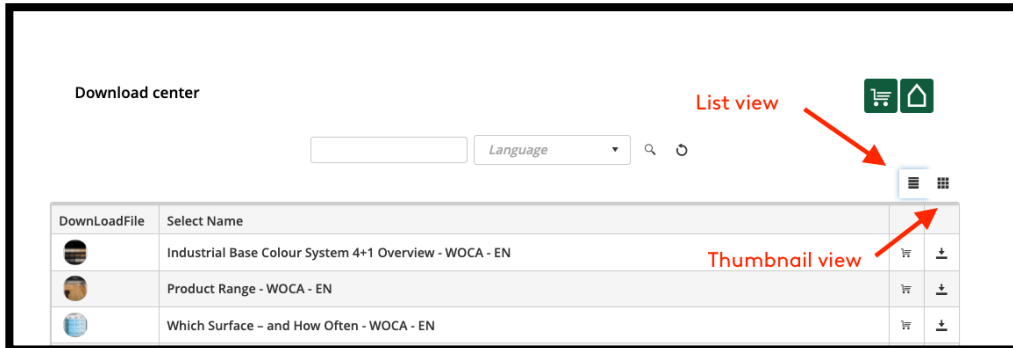 Download center
List view
Language
DownLoadFile Select Name
Industrial Base Colour System 4+1 Overview - WOCA - EN
Thumbnail view
Product Range - WOCA - EN
Which Surface – and How Often - WOCA - EN